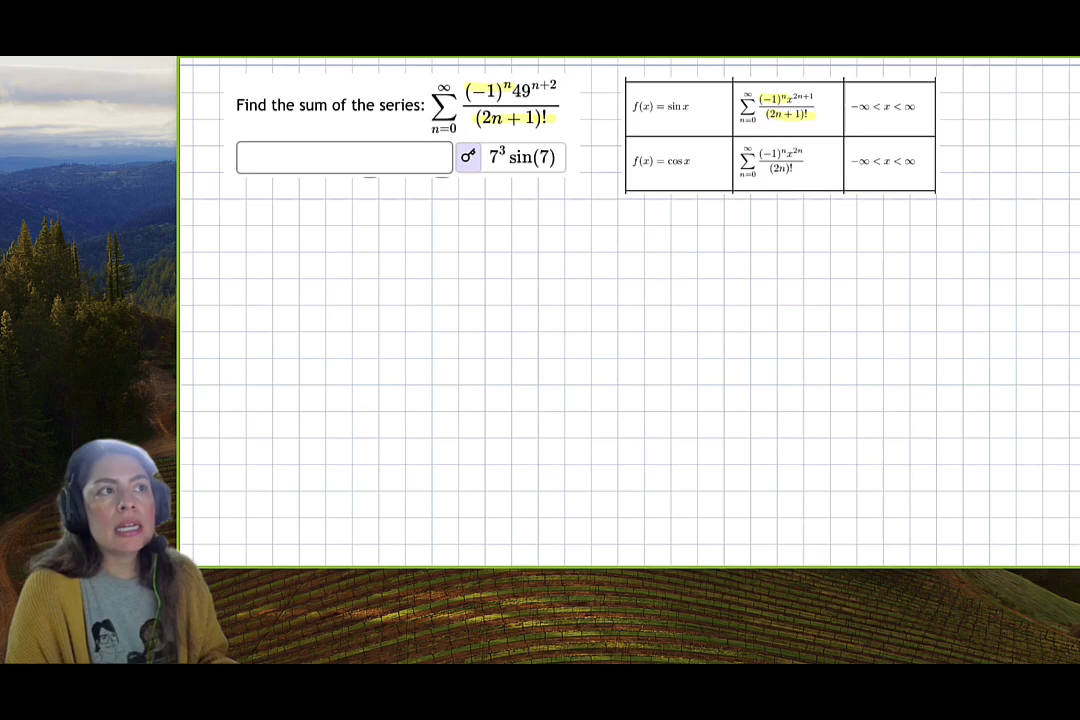 Find the sum of the series: ∞ ∑ n=0 (−1)^n 49^{n+2} / (2n + 1)!
7^3 sin(7)
f(x) = sin x ∞ ∑ n=0 (−1)^n x^{2n+1} / (2n + 1)! −∞ < x < ∞
f(x) = cos x ∞ ∑ n=0 (−1)^n x^{2n} / (2n)! −∞ < x < ∞